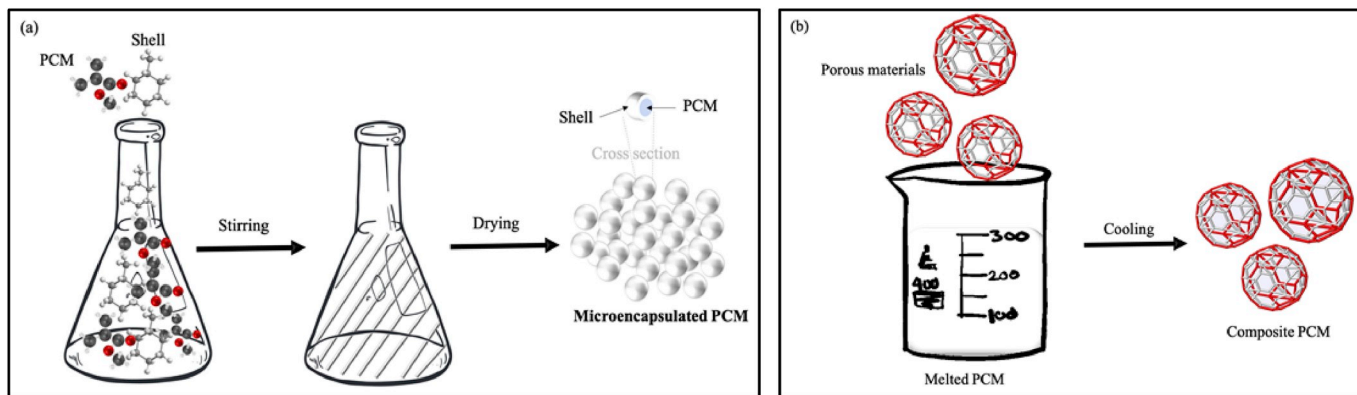 (a)
Shell
PCM
Stirring
Drying
Shell
PCM
Cross section
Microencapsulated PCM
(b)
Porous materials
300
200
100
400
Melted PCM
Cooling
Composite PCM